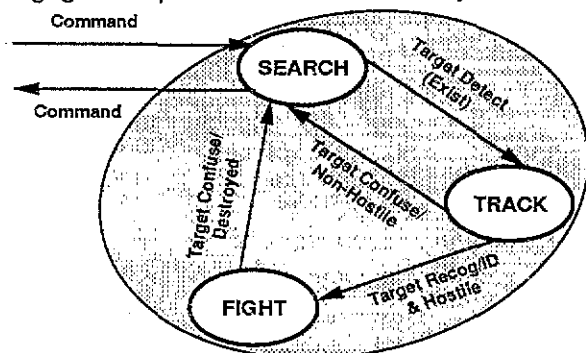 Command
SEARCH
Command
Target Detect
(Exist)
Target Confuse/
Non-Hostile
Target Confuse/
Destroyed
TRACK
Target Recog/ID
& Hostile
FIGHT